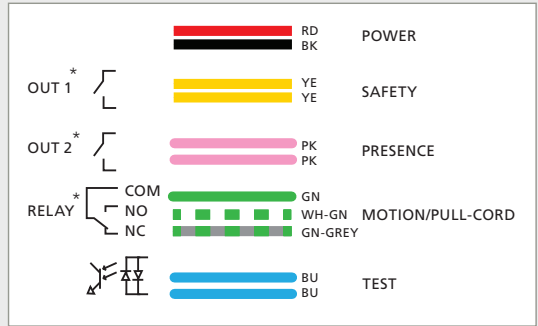 RD
BK
POWER
OUT 1*
YE
YE
SAFETY
OUT 2*
PK
PK
PRESENCE
RELAY*
COM
NO
NC
GN
WH-GN
GN-GREY
MOTION/PULL-CORD
BU
BU
TEST